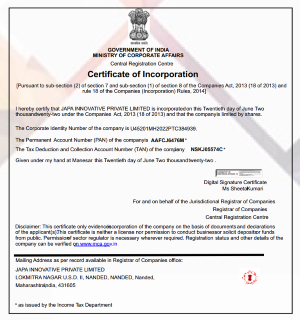 GOVERNMENT OF INDIA
MINISTRY OF CORPORATE AFFAIRS
Central Registration Centre
Certificate of Incorporation
[Pursuant to sub-section (2) of section 7 and sub-section (1) of section 8 of the Companies Act, 2013 (18 of 2013) and
rule 18 of the Companies (Incorporation) Rules, 2014]
I hereby certify that JAPA INNOVATIVE PRIVATE LIMITED is incorporated on this Twentieth day of June Two
thousand twenty-two under the Companies Act, 2013 (18 of 2013) and that the company is limited by shares.
The Corporate Identity Number of the company is U45201MH2022PTC384939.
The Permanent Account Number (PAN) of the company is AAFCJ6476M *
The Tax Deduction and Collection Account Number (TAN) of the company NSKJ05574C *
Given under my hand at Manesar this Twentieth day of June Two thousand twenty-two .
Digital Signature Certificate
Ms Sheetal Kumari
For and on behalf of the Jurisdictional Registrar of Companies
Registrar of Companies
Central Registration Centre
Disclaimer: This certificate only evidences incorporation of the company on the basis of documents and declarations
of the applicant(s). This certificate is neither a license nor permission to conduct business or solicit deposits or funds
from public. Permission of sector regulator is necessary wherever required. Registration status and other details of the
company can be verified on www.mca.gov.in
Mailing Address as per record available in Registrar of Companies office:
JAPA INNOVATIVE PRIVATE LIMITED
LOKMITRA NAGAR U.S.D. II, NANDED, NANDED, Nanded,
Maharashtra, India, 431605
* as issued by the Income Tax Department